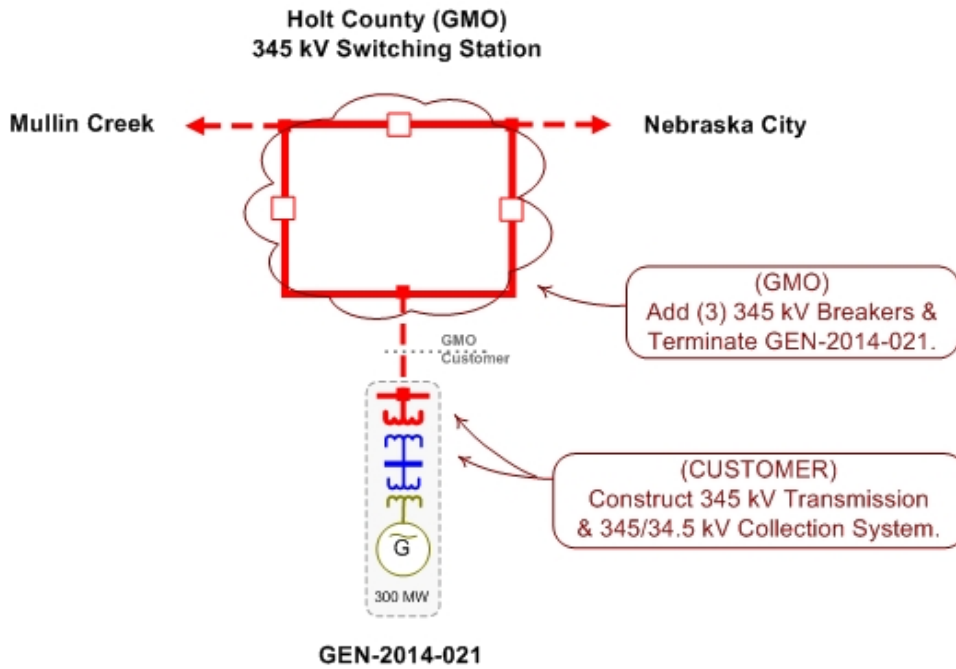 Holt County (GMO)
345 kV Switching Station
Mullin Creek
Nebraska City
(GMO)
Add (3) 345 kV Breakers &
Terminate GEN-2014-021.
GMO
Customer
(CUSTOMER)
Construct 345 kV Transmission
& 345/34.5 kV Collection System.
G
300 MW
GEN-2014-021